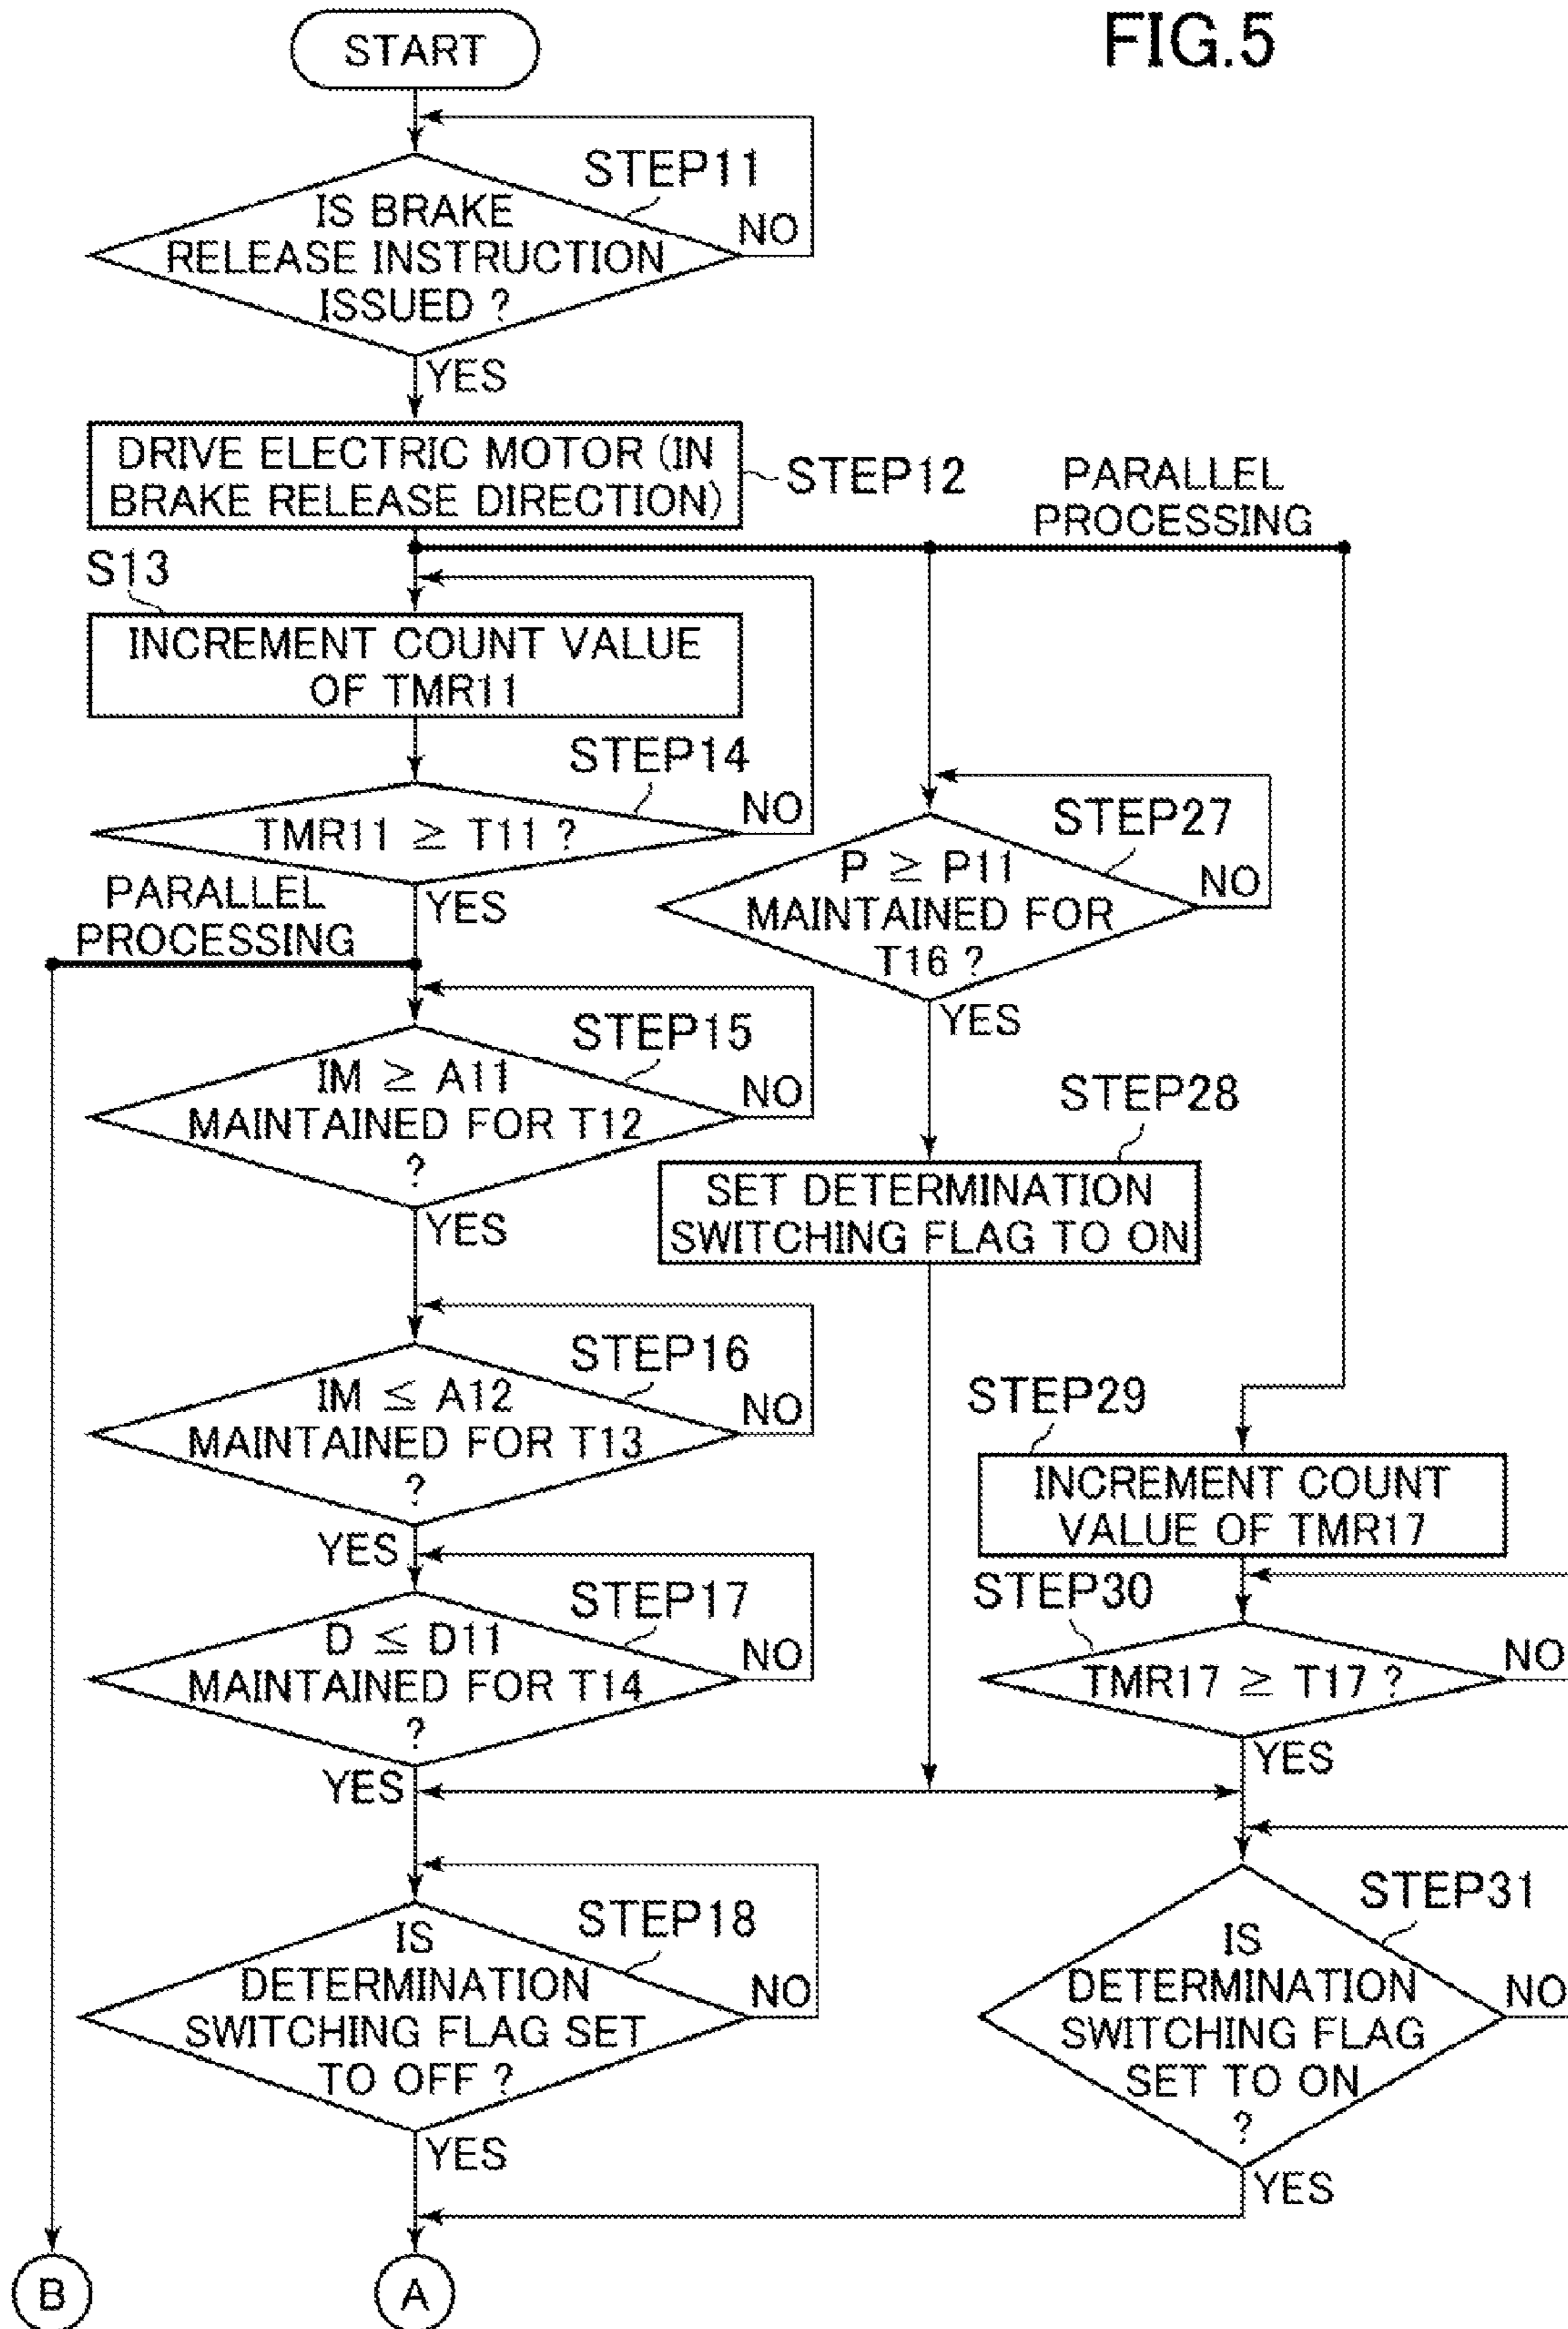 FIG.5
START
STEP11
IS BRAKE
RELEASE INSTRUCTION
ISSUED ?
NO
YES
DRIVE ELECTRIC MOTOR (IN
BRAKE RELEASE DIRECTION)
STEP12
PARALLEL
PROCESSING
S13
INCREMENT COUNT VALUE
OF TMR11
STEP14
TMR11 ≥ T11 ?
NO
YES
PARALLEL
PROCESSING
STEP27
P ≥ P11
MAINTAINED FOR
T16 ?
NO
YES
STEP15
IM ≥ A11
MAINTAINED FOR T12
?
NO
YES
STEP28
SET DETERMINATION
SWITCHING FLAG TO ON
STEP16
IM ≤ A12
MAINTAINED FOR T13
?
NO
YES
STEP29
INCREMENT COUNT
VALUE OF TMR17
STEP17
D ≤ D11
MAINTAINED FOR T14
?
NO
YES
STEP30
TMR17 ≥ T17 ?
NO
YES
STEP18
IS
DETERMINATION
SWITCHING FLAG SET
TO OFF ?
NO
YES
STEP31
IS
DETERMINATION
SWITCHING FLAG
SET TO ON
?
NO
YES
B
A